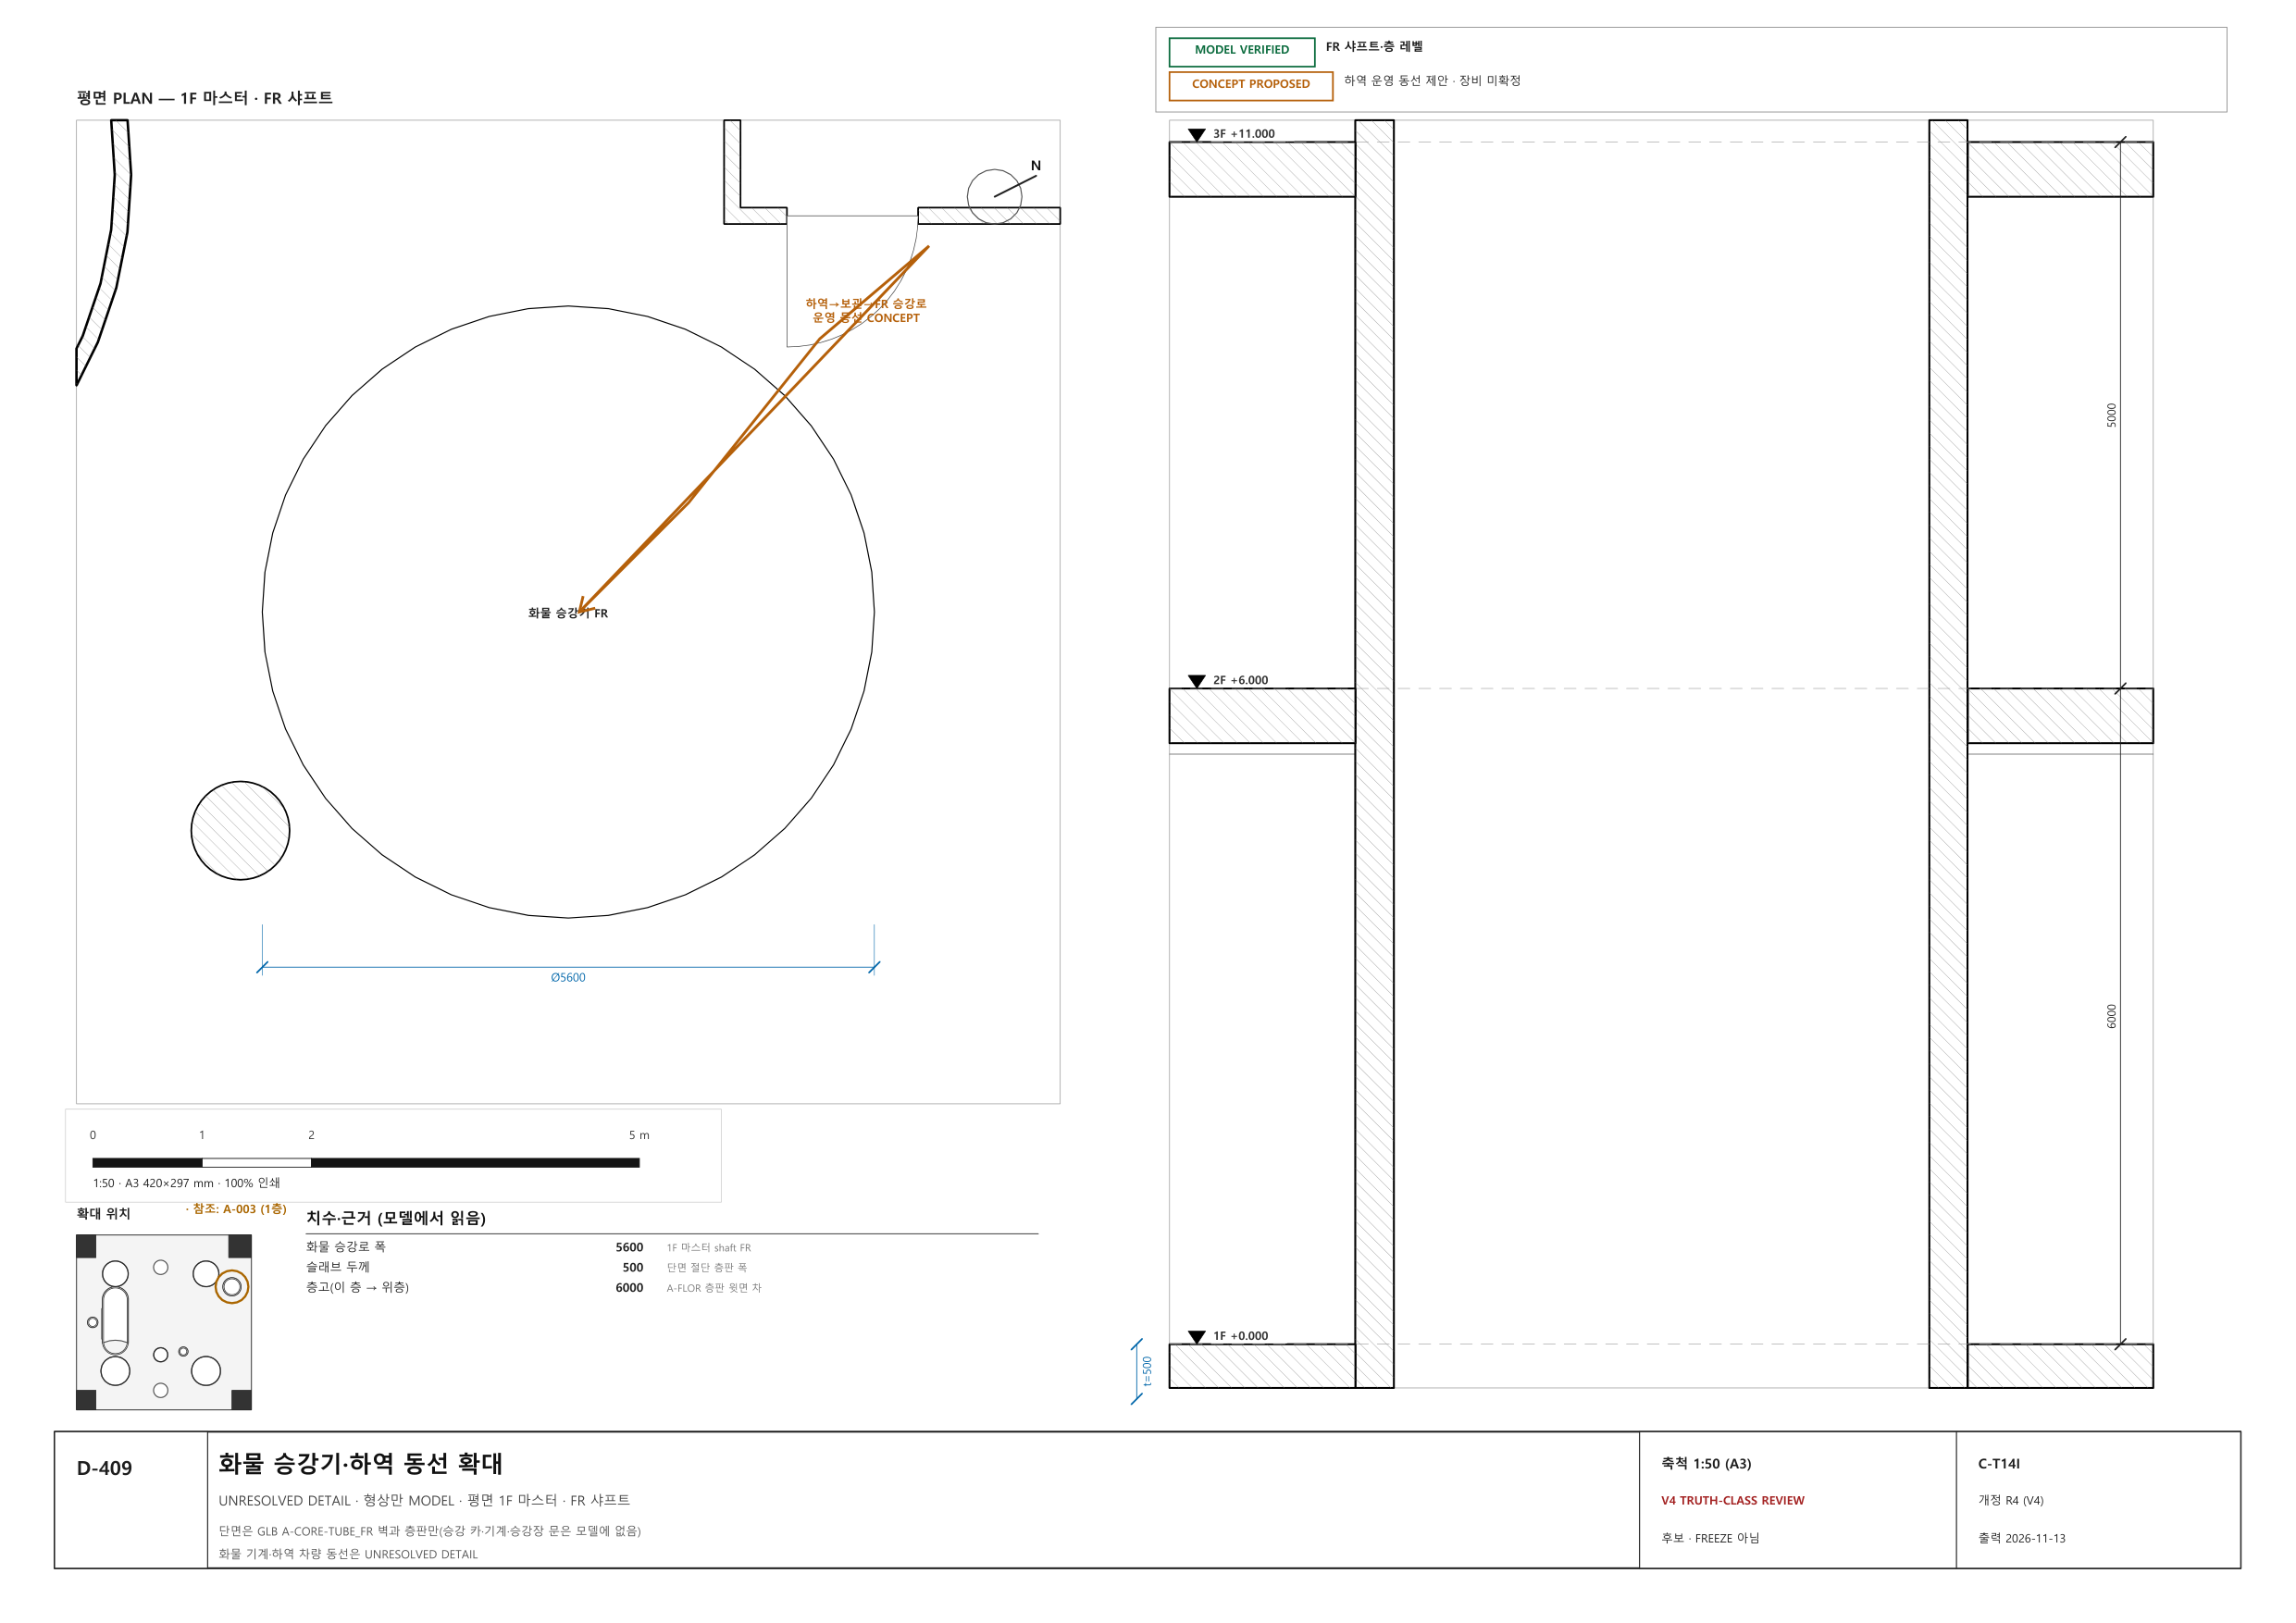 MODEL VERIFIED FR 샤프트·층 레벨
CONCEPT PROPOSED 하역 운영 동선 제안 · 장비 미확정
평면 PLAN — 1F 마스터 · FR 샤프트
N
하역→보관→FR 승강로
운영 동선 CONCEPT
화물 승강기 FR
Ø5600
3F +11.000
5000
2F +6.000
6000
1F +0.000
t=500
0 1 2 5 m
1:50 · A3 420×297 mm · 100% 인쇄
확대 위치 · 참조: A-003 (1층)
치수·근거 (모델에서 읽음)
화물 승강로 폭 5600 1F 마스터 shaft FR
슬래브 두께 500 단면 절단 층판 폭
층고(이 층 → 위층) 6000 A-FLOR 층판 윗면 차
D-409
화물 승강기·하역 동선 확대
UNRESOLVED DETAIL · 형상만 MODEL · 평면 1F 마스터 · FR 샤프트
단면은 GLB A-CORE-TUBE_FR 벽과 층판만(승강 카·기계·승강장 문은 모델에 없음)
화물 기계·하역 차량 동선은 UNRESOLVED DETAIL
축척 1:50 (A3)
V4 TRUTH-CLASS REVIEW
후보 · FREEZE 아님
C-T14I
개정 R4 (V4)
출력 2026-11-13